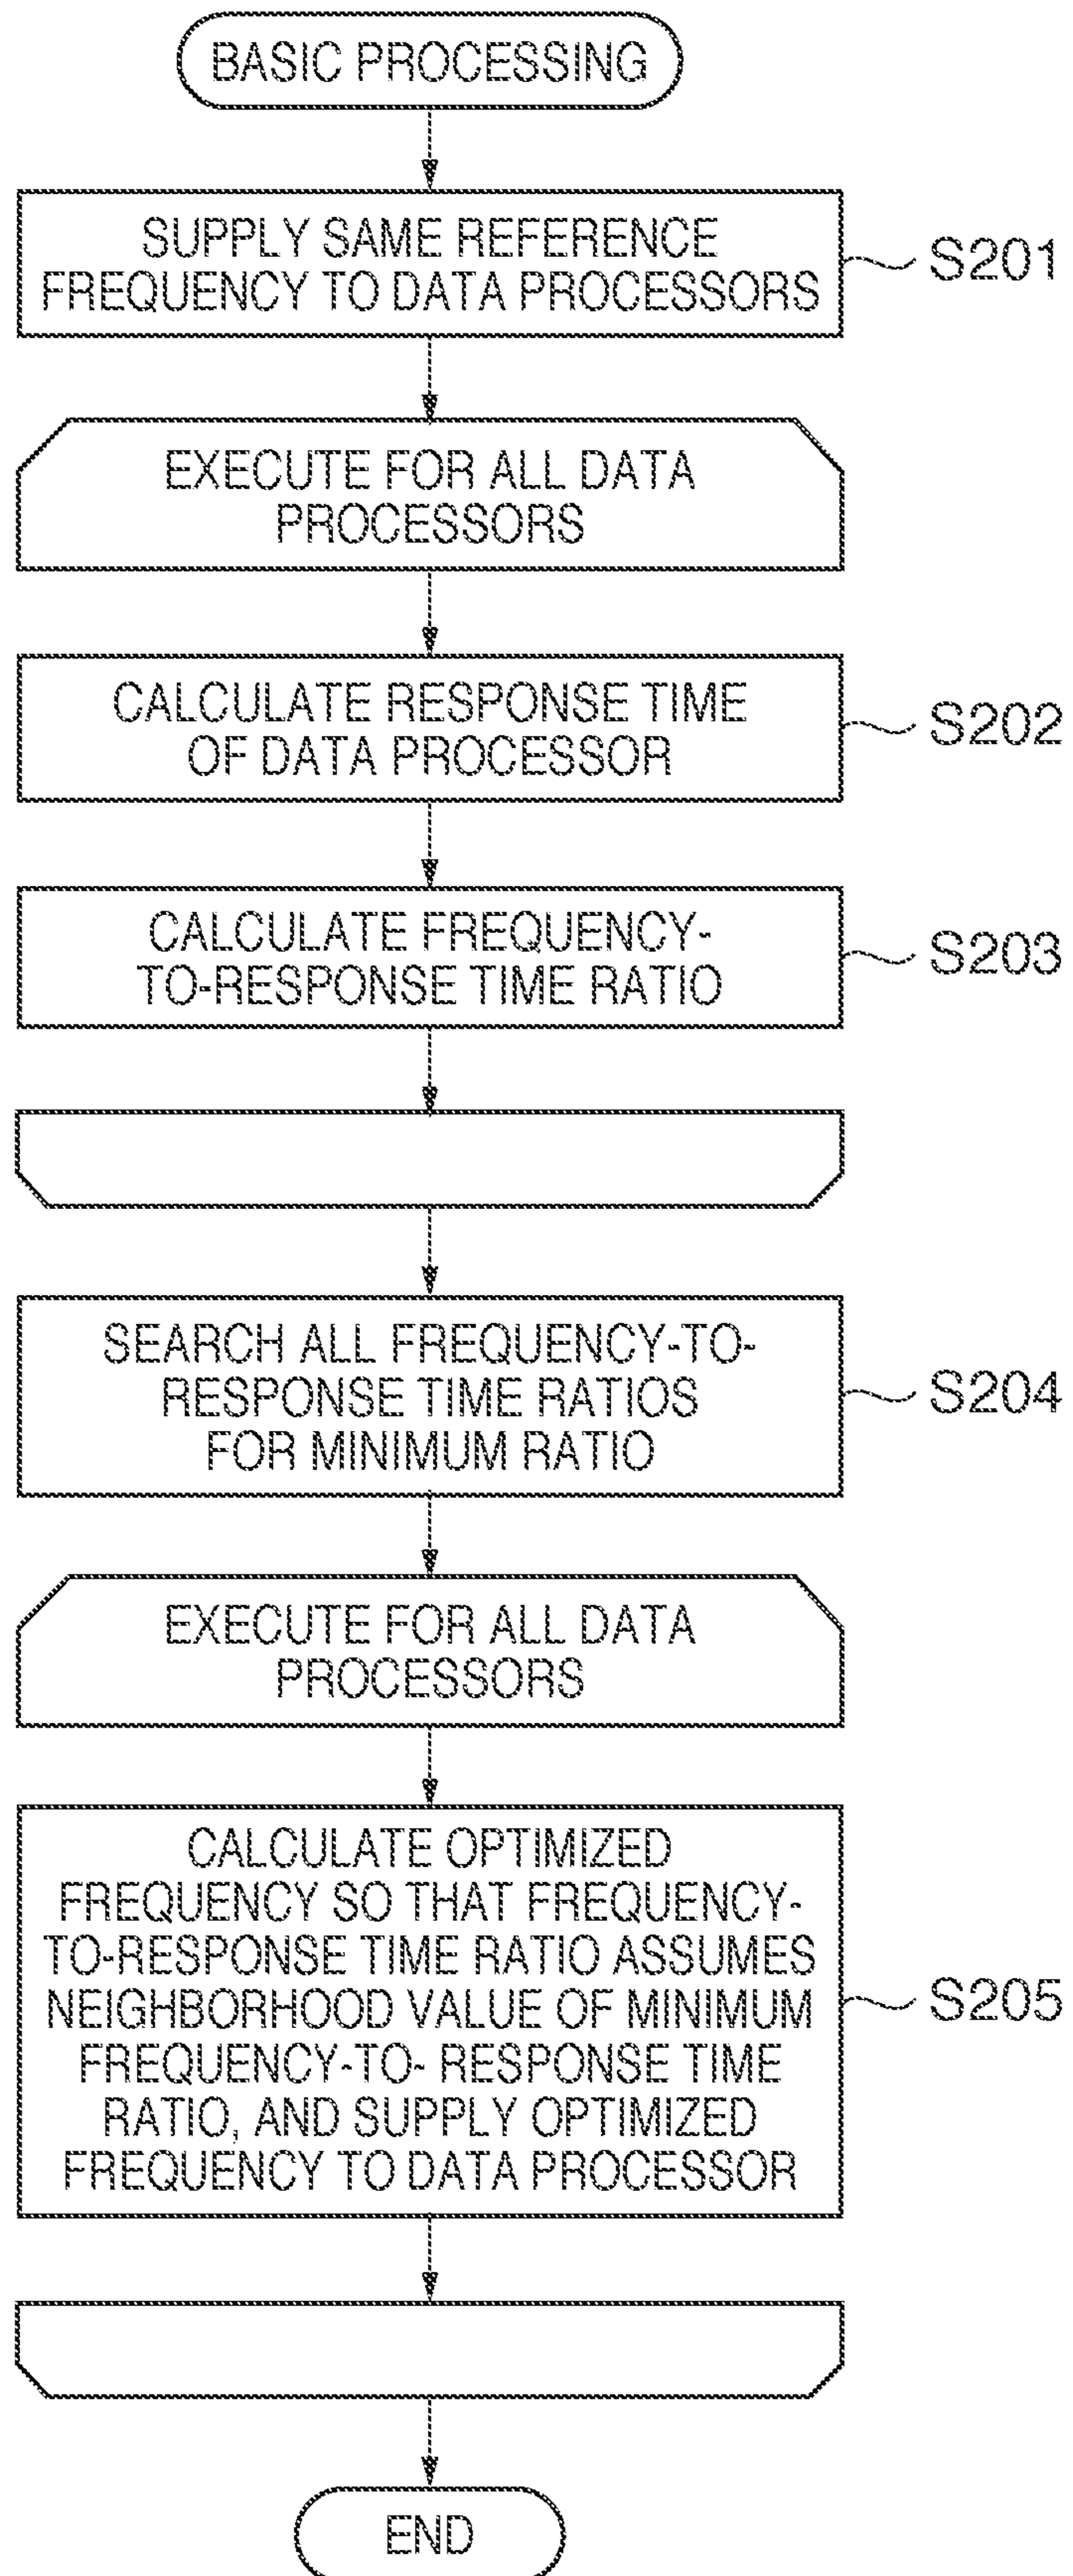 BASIC PROCESSING
SUPPLY SAME REFERENCE
FREQUENCY TO DATA PROCESSORS
S201
EXECUTE FOR ALL DATA
PROCESSORS
CALCULATE RESPONSE TIME
OF DATA PROCESSOR
S202
CALCULATE FREQUENCY-
TO-RESPONSE TIME RATIO
S203
SEARCH ALL FREQUENCY-TO-
RESPONSE TIME RATIOS
FOR MINIMUM RATIO
S204
EXECUTE FOR ALL DATA
PROCESSORS
CALCULATE OPTIMIZED
FREQUENCY SO THAT FREQUENCY-
TO-RESPONSE TIME RATIO ASSUMES
NEIGHBORHOOD VALUE OF MINIMUM
FREQUENCY-TO- RESPONSE TIME
RATIO, AND SUPPLY OPTIMIZED
FREQUENCY TO DATA PROCESSOR
S205
END